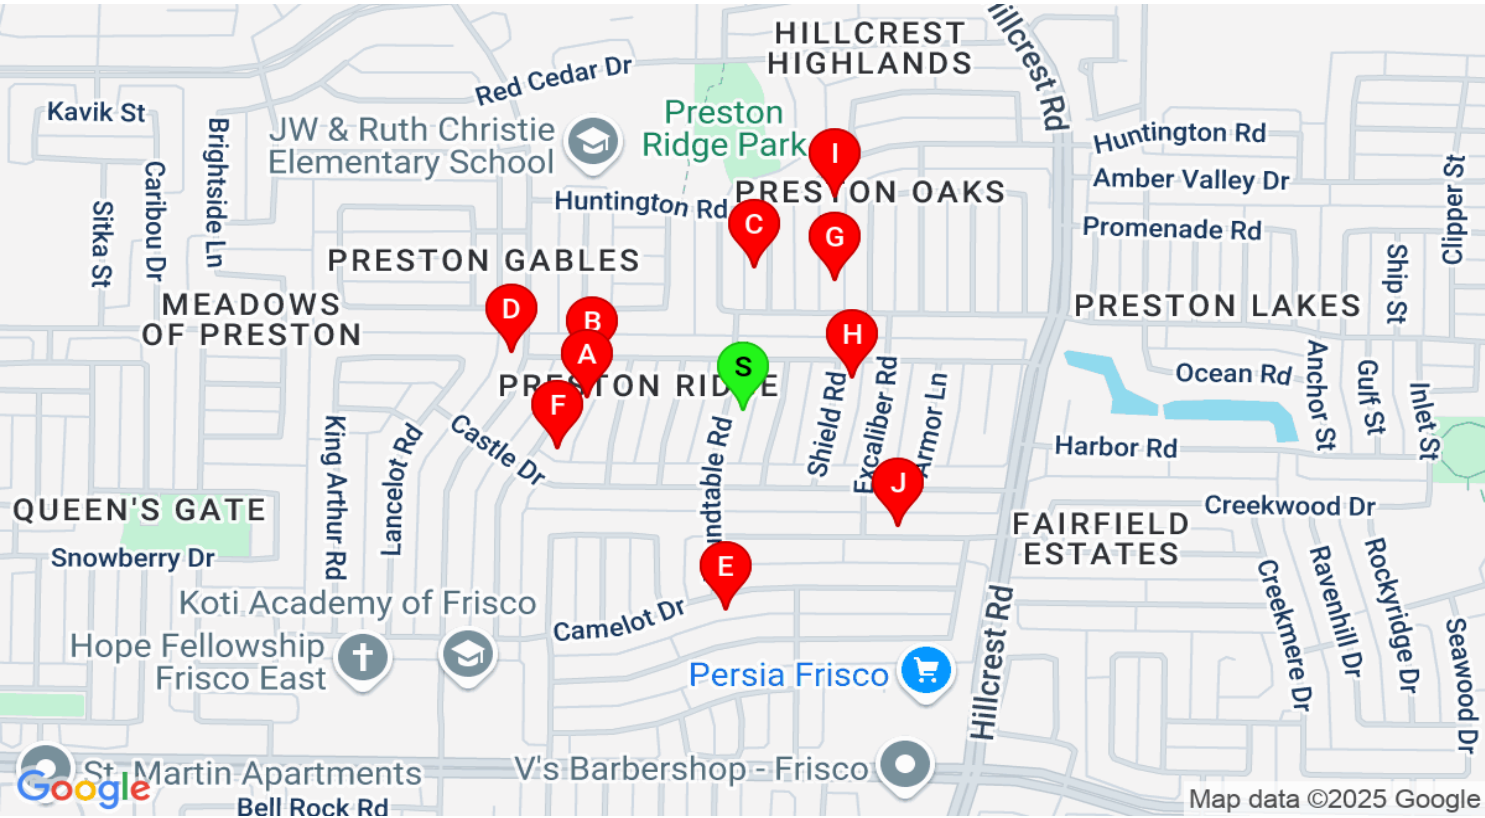 HILLCREST
HIGHLANDS
Hillcrest Rd
Red Cedar Dr
Kavik St
Preston
Ridge Park
JW & Ruth Christie
Elementary School
Brightside Ln
Huntington Rd
I
Caribou Dr
Sitka St
Amber Valley Dr
Clipper St
PRESTON OAKS
Huntington Rd
C
G
Promenade Rd
PRESTON GABLES
Ship St
MEADOWS
OF PRESTON
D
B
A
H
PRESTON LAKES
S
PRESTON RIDGE
F
Shield Rd
Excaliber Rd
Armor Ln
Ocean Rd
Anchor St
Gulf St
Inlet St
King Arthur Rd
Lancelot Rd
Castle Dr
undtable Rd
Harbor Rd
J
QUEEN'S GATE
Creekwood Dr
FAIRFIELD
ESTATES
Snowberry Dr
E
Koti Academy of Frisco
Camelot Dr
Hillcrest Rd
Creekmere Dr
Ravenhill Dr
Rockyridge Dr
Seawood Dr
Hope Fellowship
Frisco East
Persia Frisco
St. Martin Apartments
V's Barbershop - Frisco
Google
Bell Rock Rd
Map data ©2025 Google